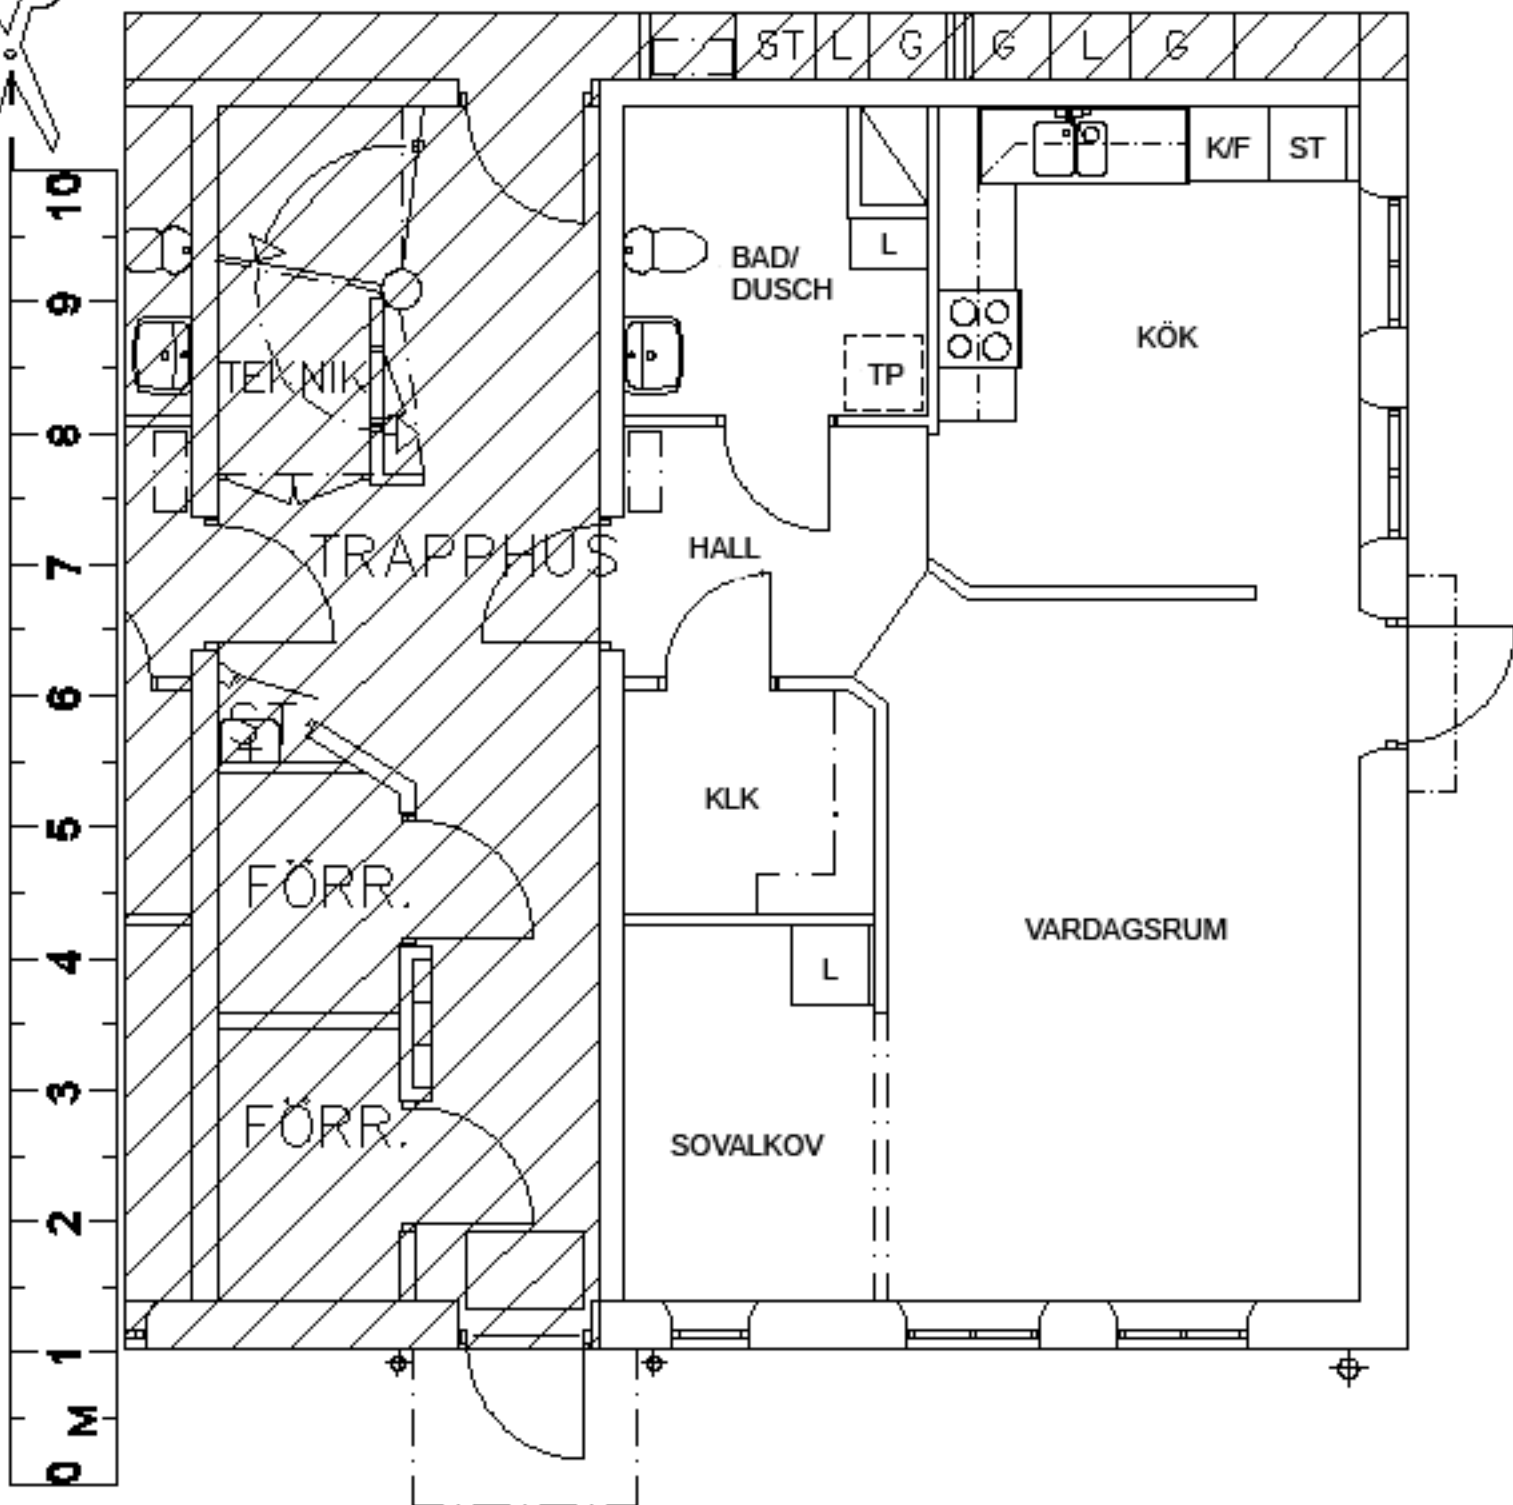 ST L G G L G
K/F ST
L
BAD/
DUSCH
KÖK
TEKNIK
TP
TRAPPHUS
HALL
ST
KLK
FÖRR.
VARDAGSRUM
L
FÖRR.
SOVALKOV
10
9
8
7
6
5
4
3
2
1
M
0